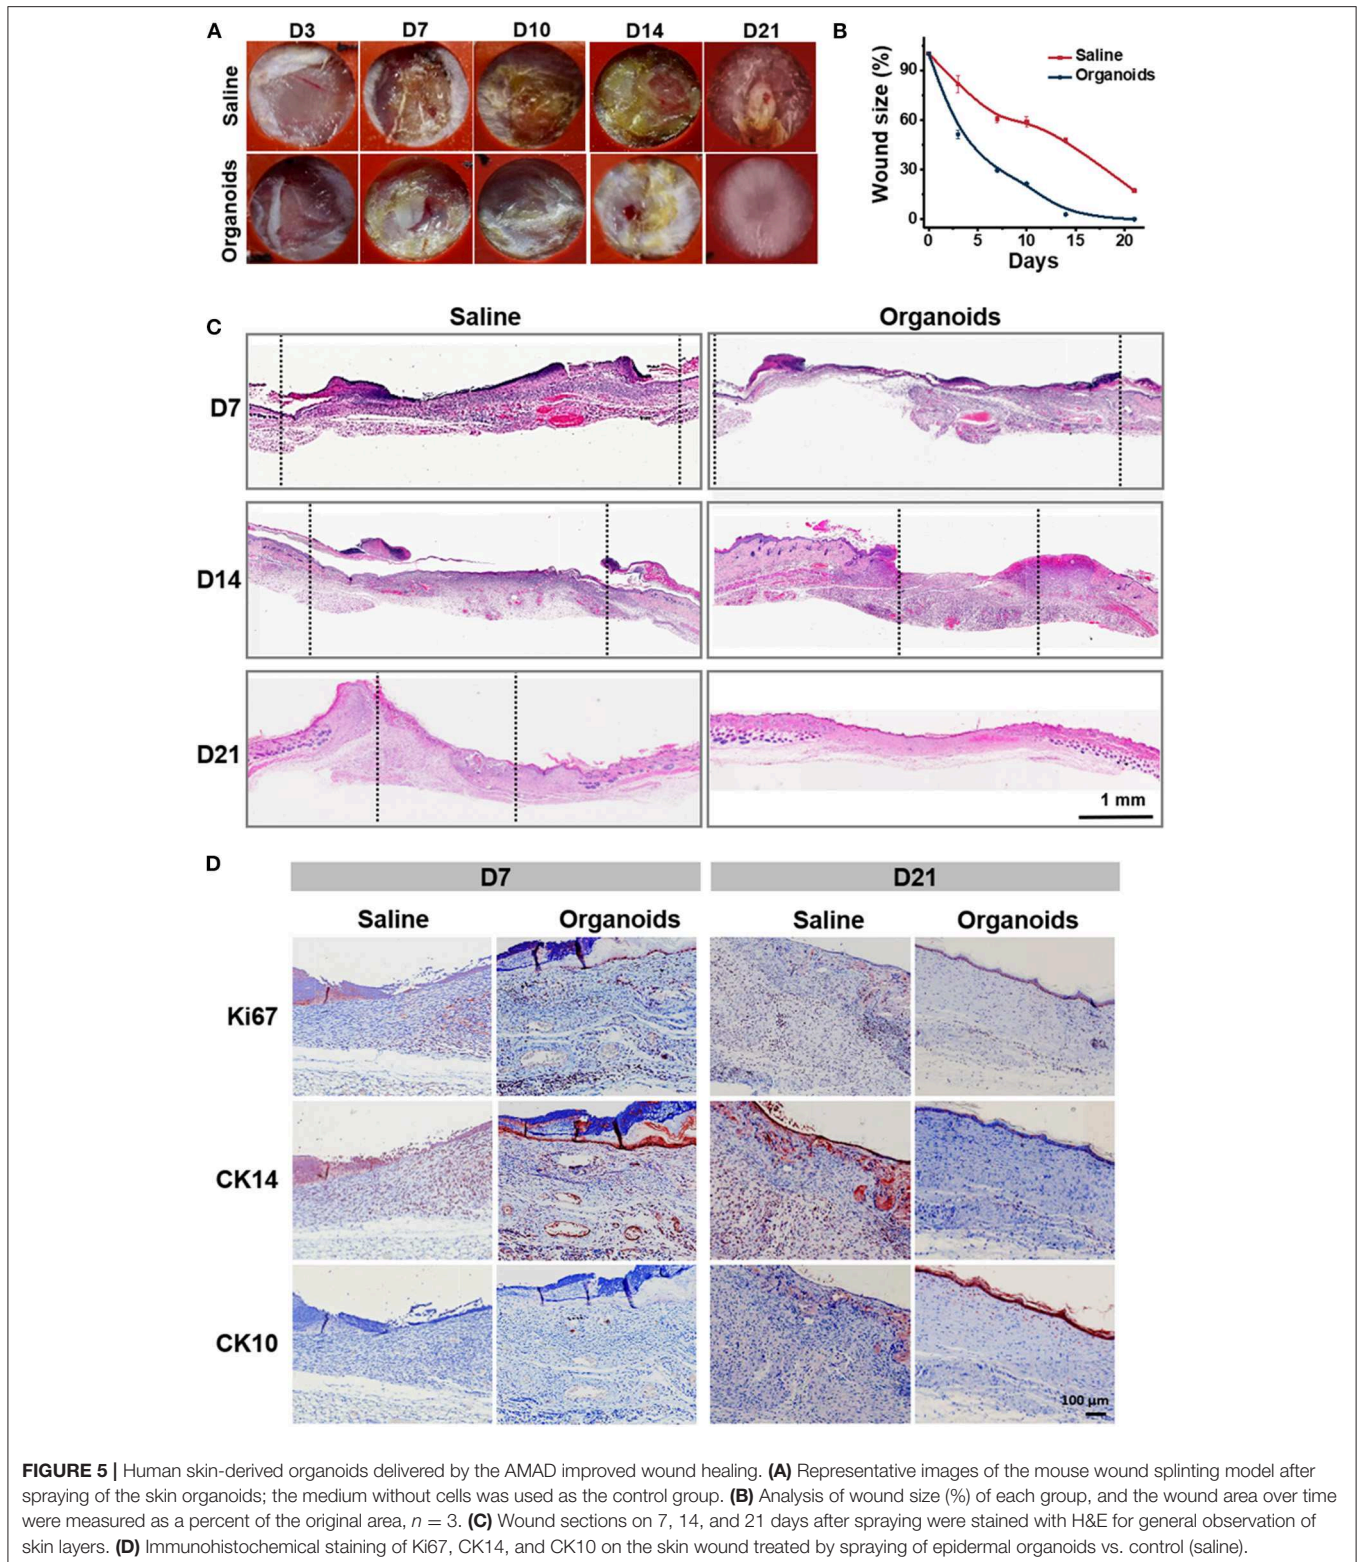 A
D3 D7 D10 D14 D21
Saline
Organoids
B
Wound size (%)
90
60
30
0
Saline
Organoids
0 5 10 15 20
Days
C
Saline Organoids
D7
D14
D21
1 mm
D
D7 D21
Saline Organoids Saline Organoids
Ki67
CK14
CK10
100 µm
FIGURE 5 | Human skin-derived organoids delivered by the AMAD improved wound healing. (A) Representative images of the mouse wound splinting model after
spraying of the skin organoids; the medium without cells was used as the control group. (B) Analysis of wound size (%) of each group, and the wound area over time
were measured as a percent of the original area, n = 3. (C) Wound sections on 7, 14, and 21 days after spraying were stained with H&E for general observation of
skin layers. (D) Immunohistochemical staining of Ki67, CK14, and CK10 on the skin wound treated by spraying of epidermal organoids vs. control (saline).